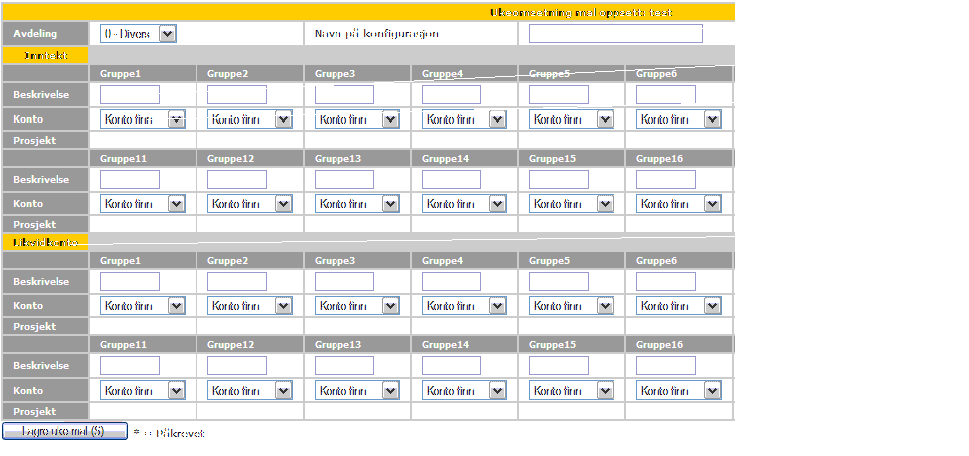 Ukeomsetning mal oppsett: test
Avdeling 0 - Divers Navn på konfigurasjon
Inntekt
Gruppe1 Gruppe2 Gruppe3 Gruppe4 Gruppe5 Gruppe6
Beskrivelse
Konto Konto finn Konto finn Konto finn Konto finn Konto finn Konto finn
Prosjekt
Gruppe11 Gruppe12 Gruppe13 Gruppe14 Gruppe15 Gruppe16
Beskrivelse
Konto Konto finn Konto finn Konto finn Konto finn Konto finn Konto finn
Prosjekt
Likvidkonto
Gruppe1 Gruppe2 Gruppe3 Gruppe4 Gruppe5 Gruppe6
Beskrivelse
Konto Konto finn Konto finn Konto finn Konto finn Konto finn Konto finn
Prosjekt
Gruppe11 Gruppe12 Gruppe13 Gruppe14 Gruppe15 Gruppe16
Beskrivelse
Konto Konto finn Konto finn Konto finn Konto finn Konto finn Konto finn
Prosjekt
Lagre uke mal (S) * = Påkrevet